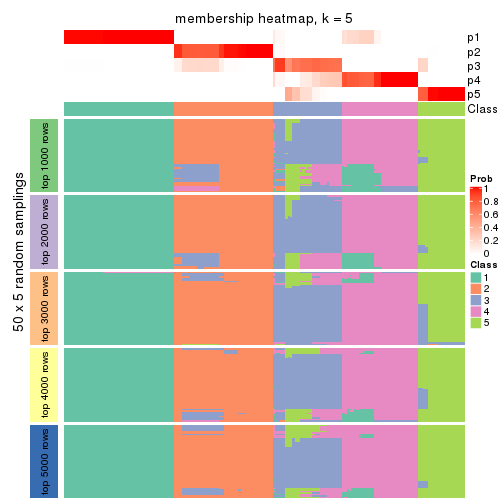 membership heatmap, k = 5
p1
p2
p3
p4
p5
Class
50 x 5 random samplings
top 1000 rows
top 2000 rows
top 3000 rows
top 4000 rows
top 5000 rows
Prob
1
0.8
0.6
0.4
0.2
0
Class
1
2
3
4
5